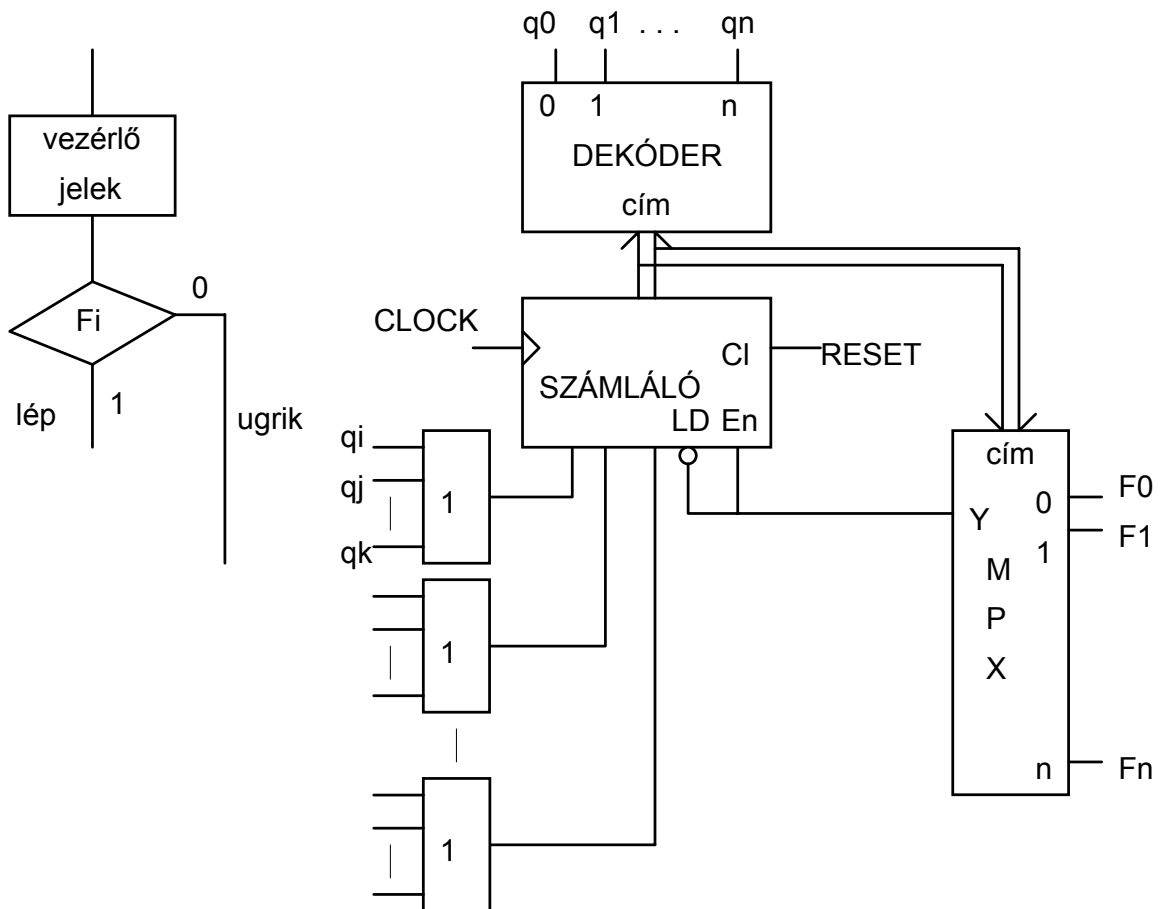 q0 q1 . . . qn
0 1 n
DEKÓDER
cím
vezérlő
jelek
Fi
0
1
lép
ugrik
CLOCK
Cl
RESET
SZÁMLÁLÓ
LD En
qi
qj
qk
1
1
1
cím
Y
0
F0
1
F1
M
P
X
n
Fn